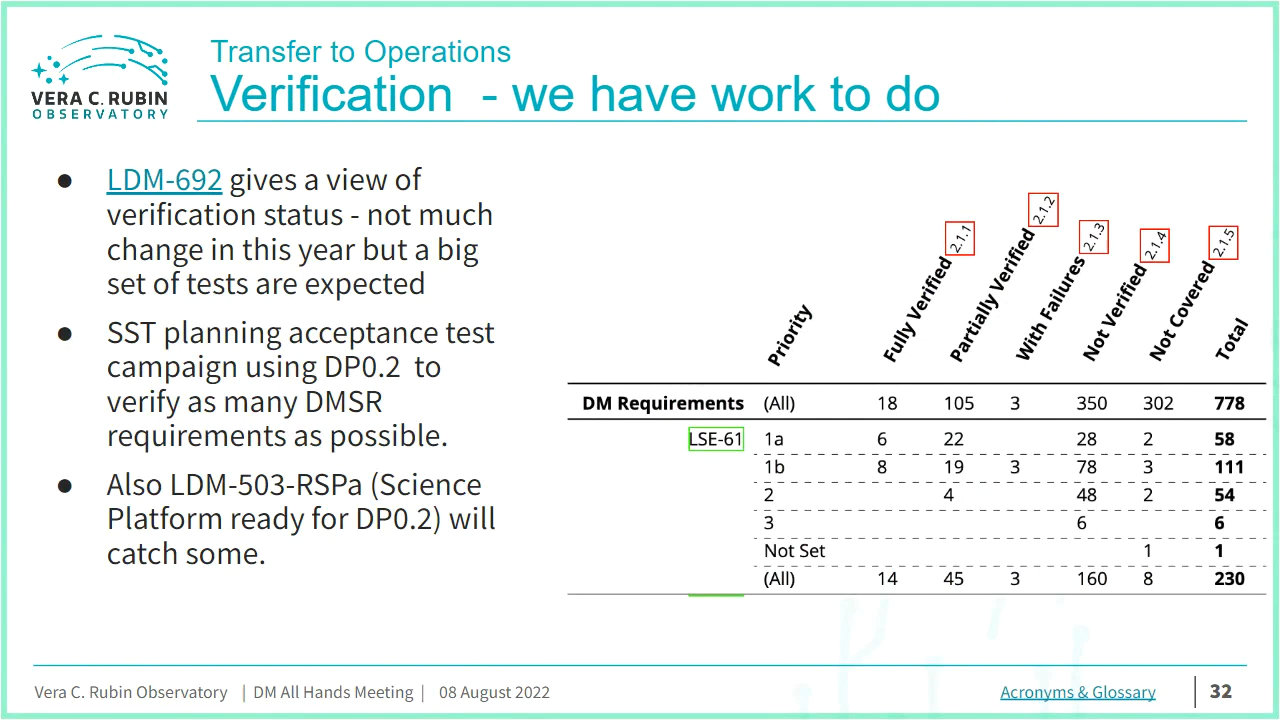 VERA C. RUBIN
OBSERVATORY
Transfer to Operations
Verification - we have work to do
● LDM-692 gives a view of
verification status - not much
change in this year but a big
set of tests are expected
● SST planning acceptance test
campaign using DP0.2 to
verify as many DMSR
requirements as possible.
● Also LDM-503-RSPa (Science
Platform ready for DP0.2) will
catch some.
Priority Fully Verified 2.1.1 Partially Verified 2.1.2 With Failures 2.1.3 Not Verified 2.1.4 Not Covered 2.1.5 Total
DM Requirements (All) 18 105 3 350 302 778
LSE-61 1a 6 22 28 2 58
1b 8 19 3 78 3 111
2 4 48 2 54
3 6 6
Not Set 1 1
(All) 14 45 3 160 8 230
Vera C. Rubin Observatory | DM All Hands Meeting | 08 August 2022 Acronyms & Glossary 32